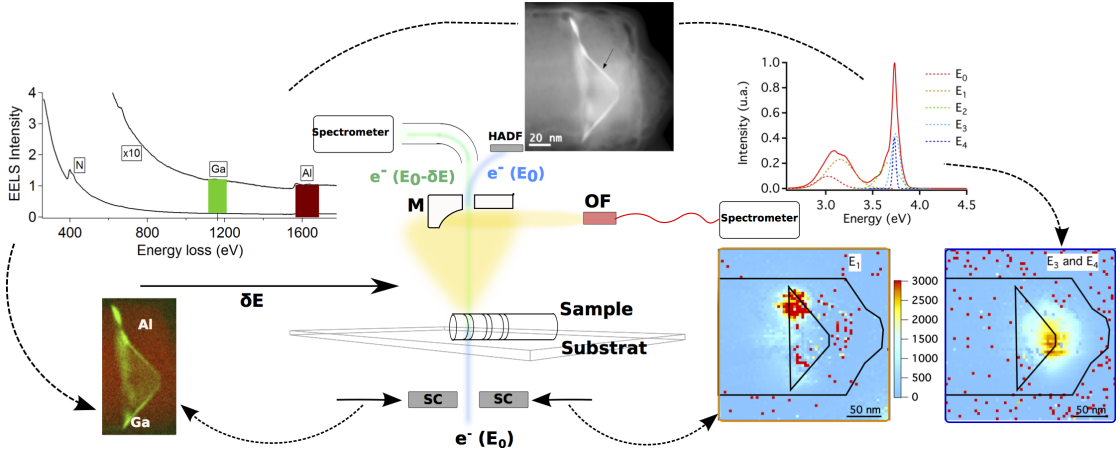 EELS Intensity
4
3
2
1
0
N
x10
Ga
Al
400
800
1200
1600
Energy loss (eV)
Spectrometer
HADF
20 nm
e⁻ (E₀-δE)
e⁻ (E₀)
M
OF
Spectrometer
Intensity (u.a.)
1.0
0.8
0.6
0.4
0.2
0.0
E₀
E₁
E₂
E₃
E₄
3.0
3.5
4.0
4.5
Energy (eV)
δE
Sample
Substrat
SC
SC
e⁻ (E₀)
Al
Ga
E₁
50 nm
3000
2500
2000
1500
1000
500
0
E₃ and E₄
50 nm